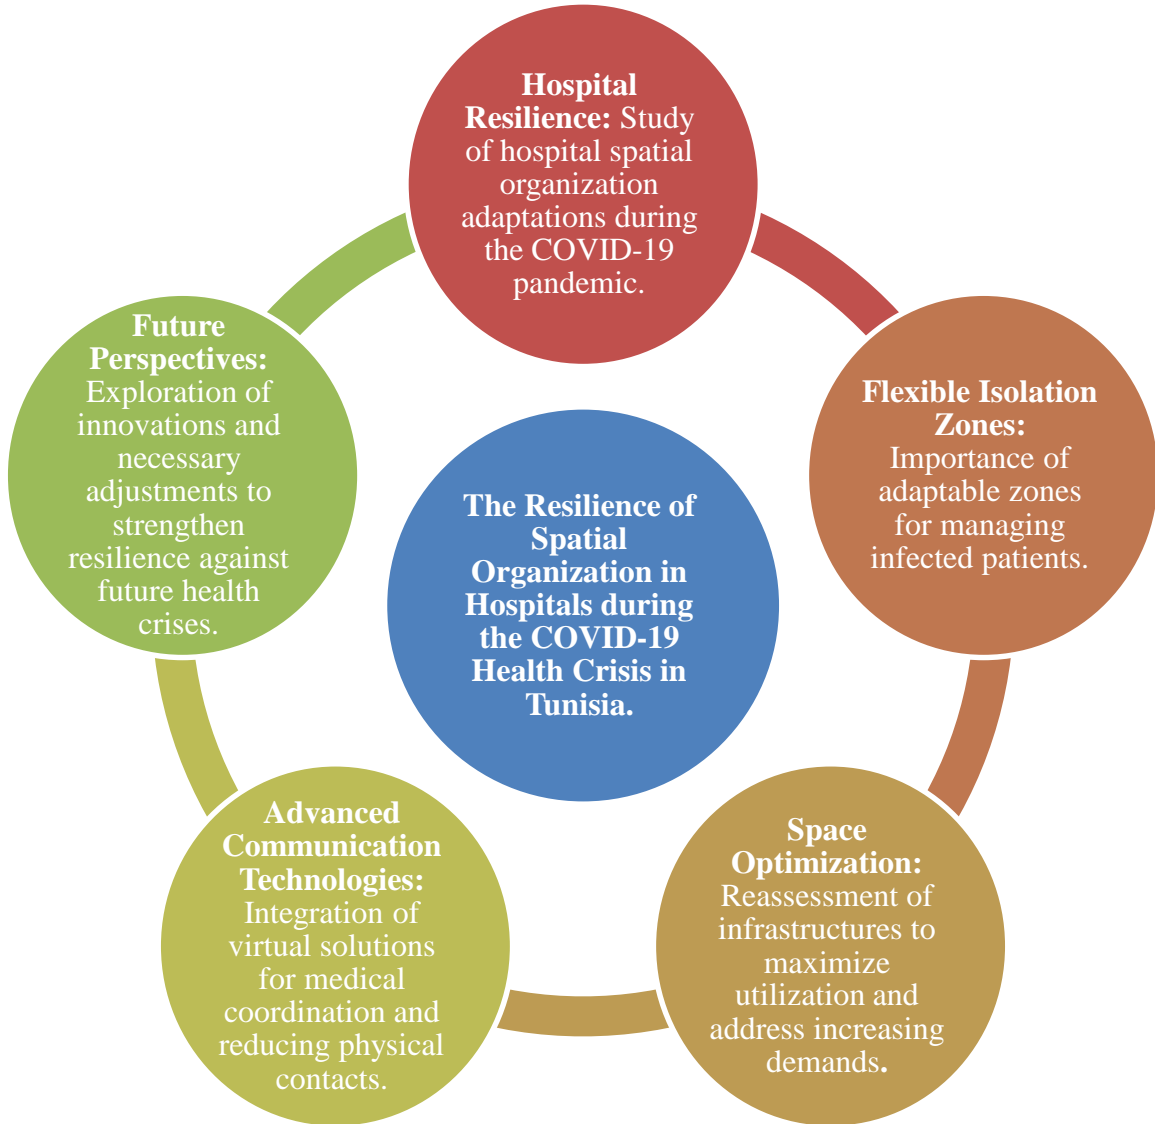 Hospital
Resilience: Study
of hospital spatial
organization
adaptations during
the COVID-19
pandemic.
Flexible Isolation
Zones:
Importance of
adaptable zones
for managing
infected patients.
Space
Optimization:
Reassessment of
infrastructures to
maximize
utilization and
address increasing
demands.
Advanced
Communication
Technologies:
Integration of
virtual solutions
for medical
coordination and
reducing physical
contacts.
Future
Perspectives:
Exploration of
innovations and
necessary
adjustments to
strengthen
resilience against
future health
crises.
The Resilience of
Spatial
Organization in
Hospitals during
the COVID-19
Health Crisis in
Tunisia.